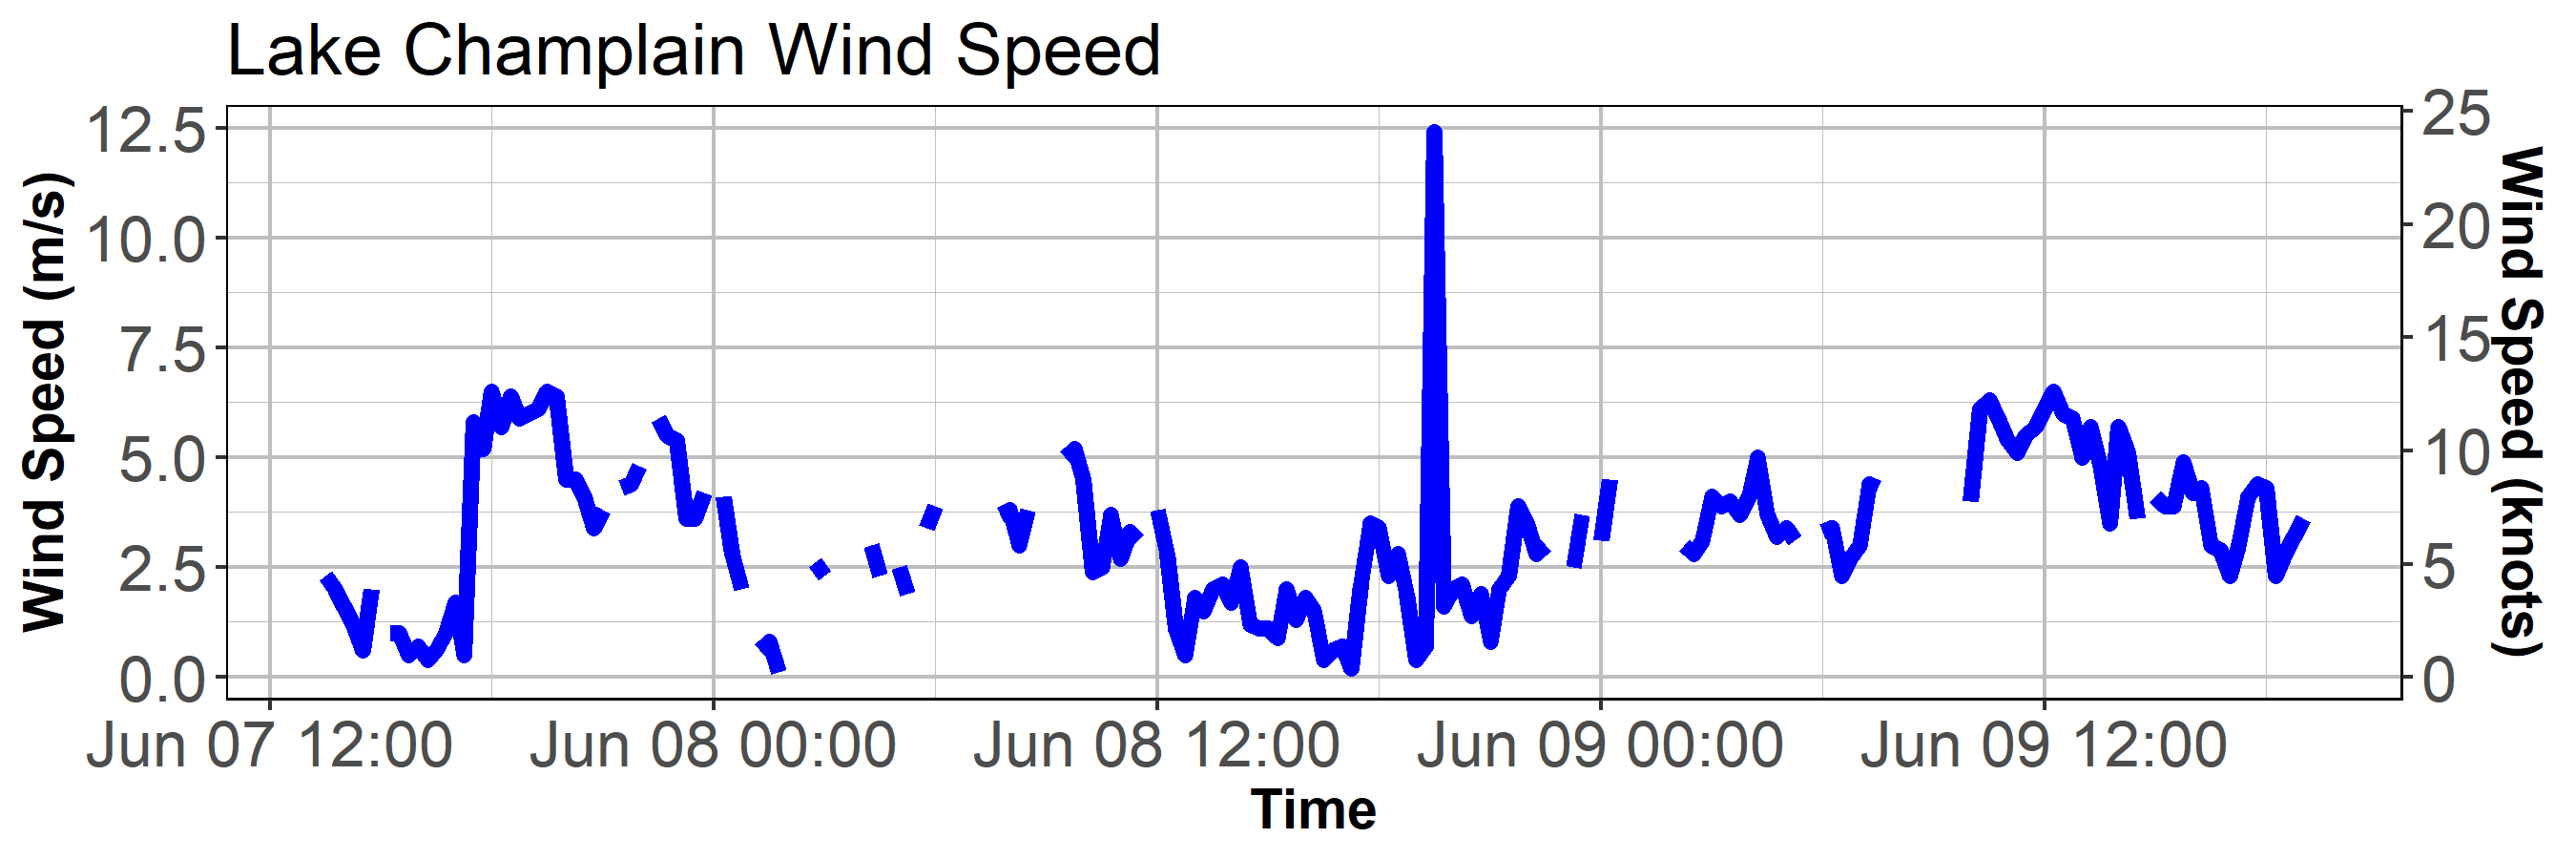 Lake Champlain Wind Speed
Wind Speed (m/s)
12.5
10.0
7.5
5.0
2.5
0.0
25
20
15
10
5
0
Wind Speed (knots)
Jun 07 12:00 Jun 08 00:00 Jun 08 12:00 Jun 09 00:00 Jun 09 12:00
Time